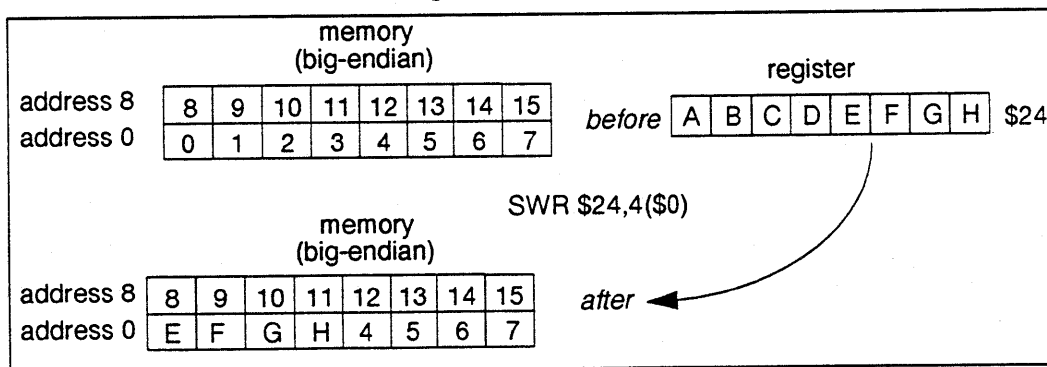 memory
(big-endian)
register
address 8 8 9 10 11 12 13 14 15
address 0 0 1 2 3 4 5 6 7
before A B C D E F G H $24
SWR $24,4($0)
memory
(big-endian)
address 8 8 9 10 11 12 13 14 15
address 0 E F G H 4 5 6 7
after